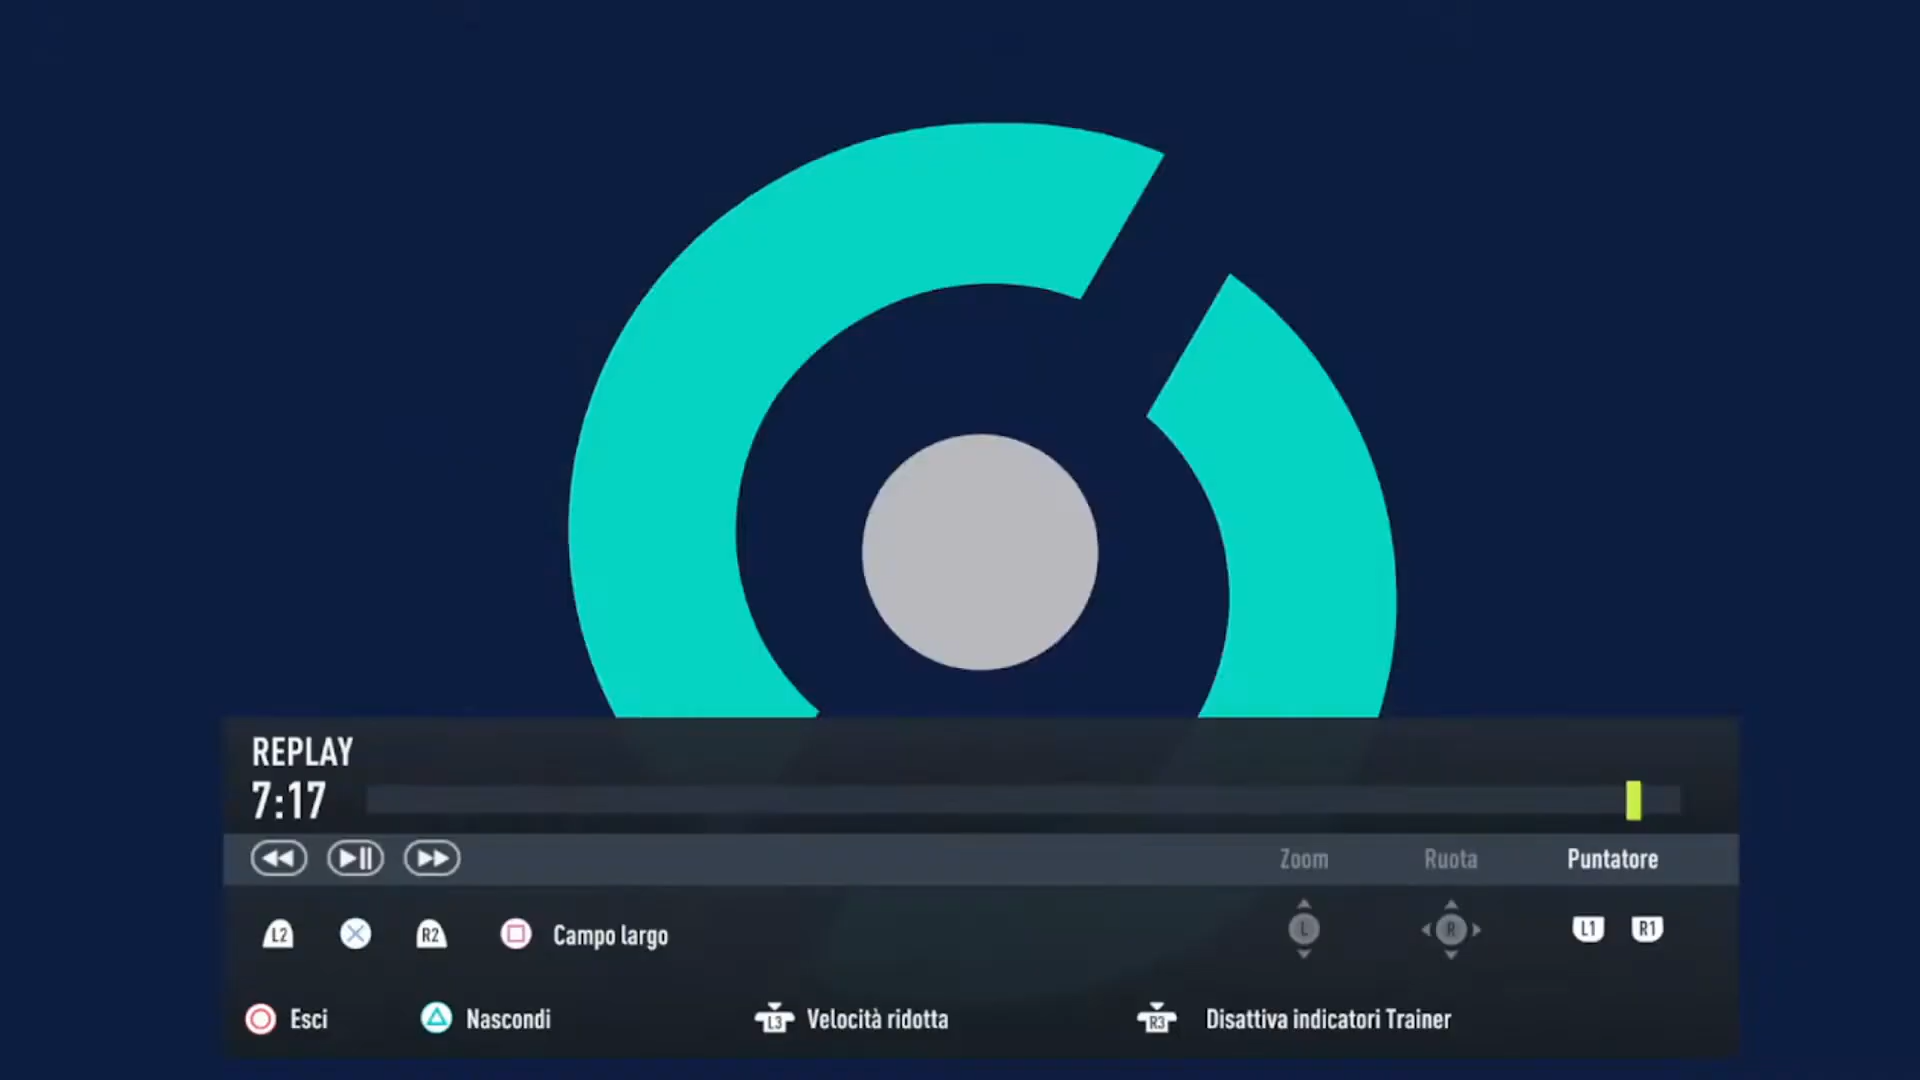 REPLAY
7:17
Zoom Ruota Puntatore
L2 R2 Campo largo L R L1 R1
Esci Nascondi L3 Velocità ridotta R3 Disattiva indicatori Trainer